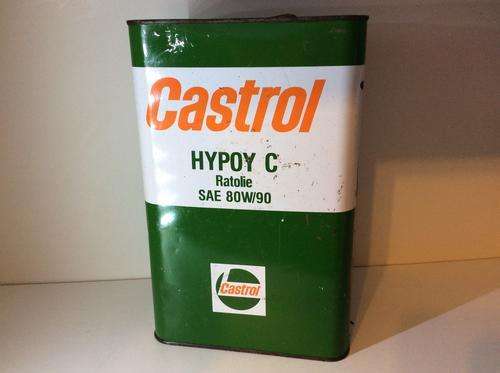 Castrol
HYPOY C
Ratolie
SAE 80W/90
Castrol